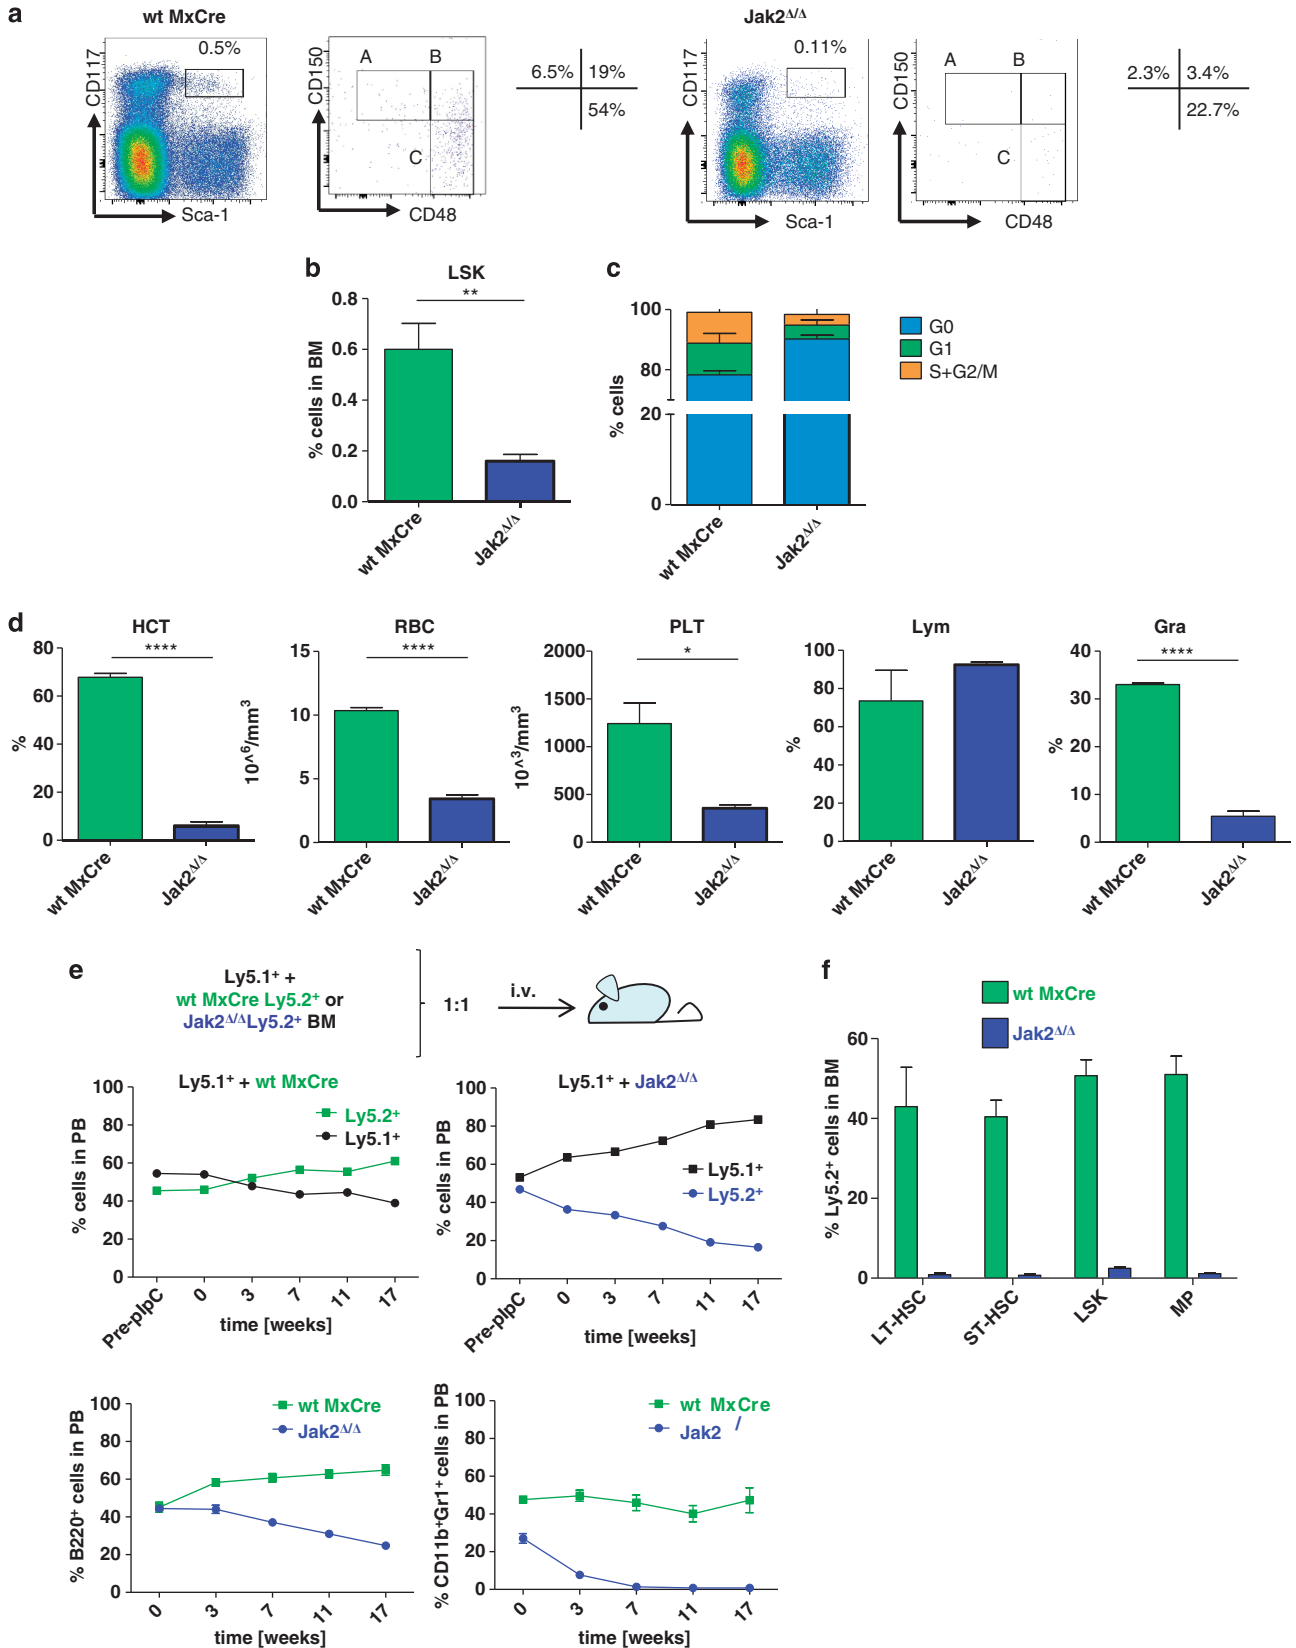 a
wt MxCre
Jak2Δ/Δ
CD117
0.5%
Sca-1
CD150
A
B
C
CD48
6.5%
19%
54%
CD117
0.11%
Sca-1
CD150
A
B
C
CD48
2.3%
3.4%
22.7%
b
LSK
**
% cells in BM
0.8
0.6
0.4
0.2
0.0
wt MxCre
Jak2Δ/Δ
c
% cells
100
80
20
0
wt MxCre
Jak2Δ/Δ
G0
G1
S+G2/M
d
HCT
****
%
80
60
40
20
0
wt MxCre
Jak2Δ/Δ
RBC
****
10^6/mm3
15
10
5
0
wt MxCre
Jak2Δ/Δ
PLT
*
10^3/mm3
2000
1500
1000
500
0
wt MxCre
Jak2Δ/Δ
Lym
%
100
80
60
40
20
0
wt MxCre
Jak2Δ/Δ
Gra
****
%
40
30
20
10
0
wt MxCre
Jak2Δ/Δ
e
Ly5.1+ +
wt MxCre Ly5.2+ or
Jak2Δ/ΔLy5.2+ BM
1:1
i.v.
Ly5.1+ + wt MxCre
% cells in PB
100
80
60
40
20
0
Ly5.2+
Ly5.1+
Pre-pIpC
0
3
7
11
17
time [weeks]
Ly5.1+ + Jak2Δ/Δ
% cells in PB
100
80
60
40
20
0
Ly5.1+
Ly5.2+
Pre-pIpC
0
3
7
11
17
time [weeks]
f
wt MxCre
Jak2Δ/Δ
% Ly5.2+ cells in BM
60
40
20
0
LT-HSC
ST-HSC
LSK
MP
% B220+ cells in PB
100
80
60
40
20
0
wt MxCre
Jak2Δ/Δ
0
3
7
11
17
time [weeks]
% CD11b+Gr1+ cells in PB
100
80
60
40
20
0
wt MxCre
Jak2 /
0
3
7
11
17
time [weeks]